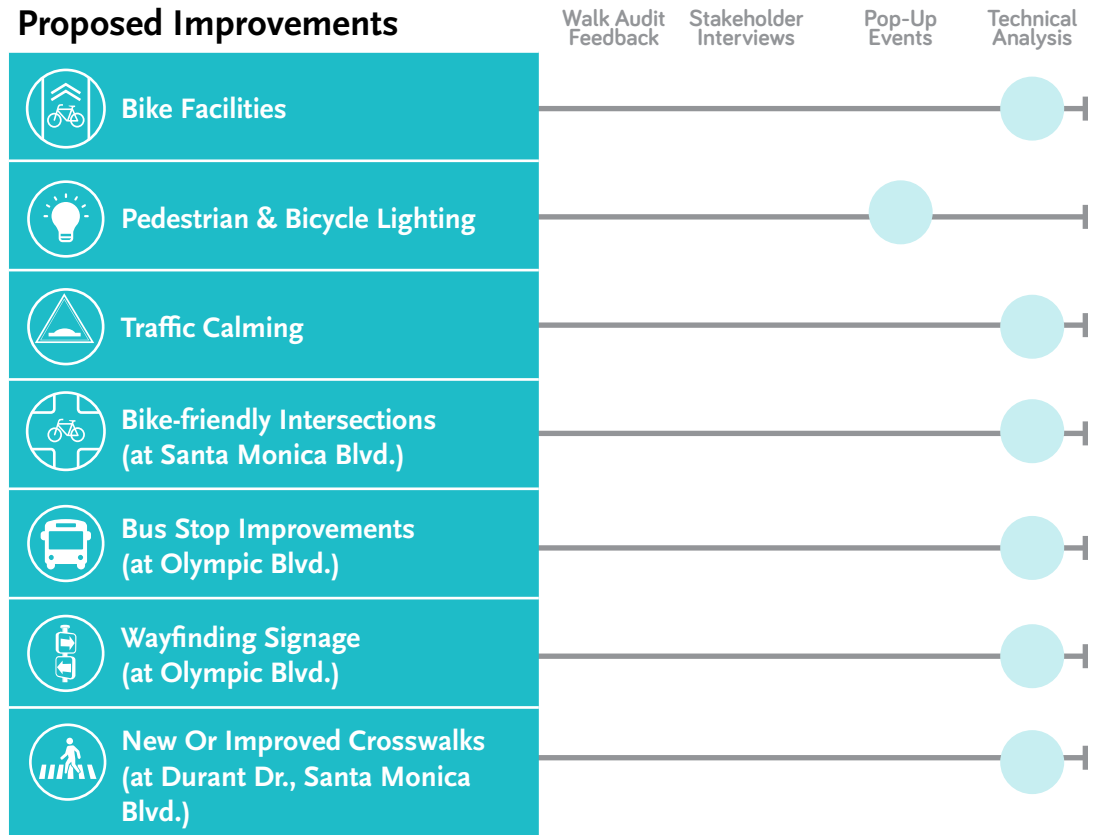 Proposed Improvements
Walk Audit
Feedback
Stakeholder
Interviews
Pop-Up
Events
Technical
Analysis
Bike Facilities
Pedestrian & Bicycle Lighting
Traffic Calming
Bike-friendly Intersections
(at Santa Monica Blvd.)
Bus Stop Improvements
(at Olympic Blvd.)
Wayfinding Signage
(at Olympic Blvd.)
New Or Improved Crosswalks
(at Durant Dr., Santa Monica
Blvd.)